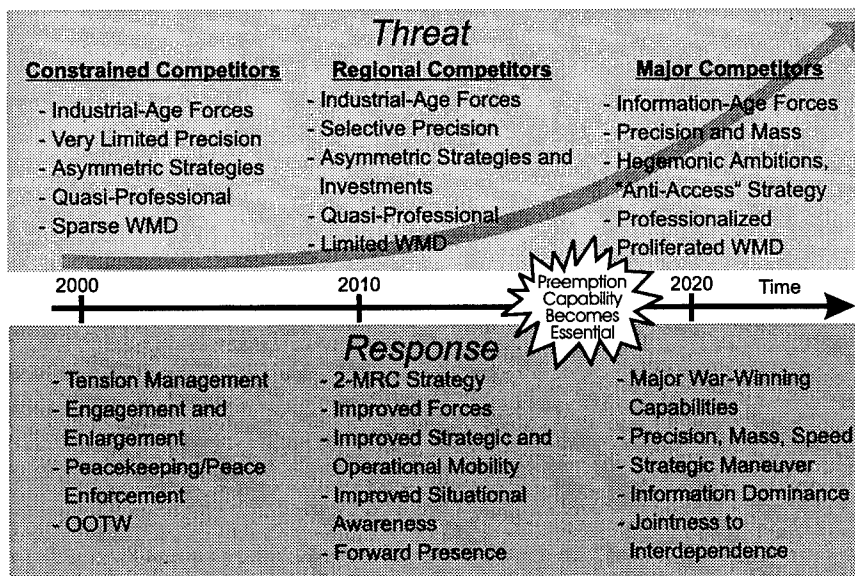 Threat
Constrained Competitors
- Industrial-Age Forces
- Very Limited Precision
- Asymmetric Strategies
- Quasi-Professional
- Sparse WMD
Regional Competitors
- Industrial-Age Forces
- Selective Precision
- Asymmetric Strategies and
Investments
- Quasi-Professional
- Limited WMD
Major Competitors
- Information-Age Forces
- Precision and Mass
- Hegemonic Ambitions,
"Anti-Access" Strategy
- Professionalized
- Proliferated WMD
2000
2010
Preemption
Capability
Becomes
Essential
2020
Time
Response
- Tension Management
- Engagement and
Enlargement
- Peacekeeping/Peace
Enforcement
- OOTW
- 2-MRC Strategy
- Improved Forces
- Improved Strategic and
Operational Mobility
- Improved Situational
Awareness
- Forward Presence
- Major War-Winning
Capabilities
- Precision, Mass, Speed
- Strategic Maneuver
- Information Dominance
- Jointness to
Interdependence